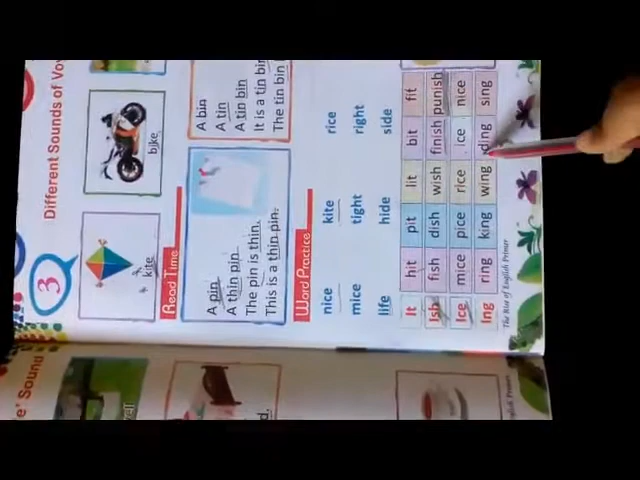 Different Sounds of
3
kite
bike
Read Time
A pin
A thin pin.
The pin is thin.
This is a thin pin.
A bin
A tin
A tin bin
It is a tin bin
The tin bin
Word Practice
nice kite rice
mice tight right
life hide side
It hit pit lit bit fit
Ish fish dish wish finish punish
Ice mice pice rice ice nice
Ing ring king wing ding sing
The Rise of English Primer
Sound